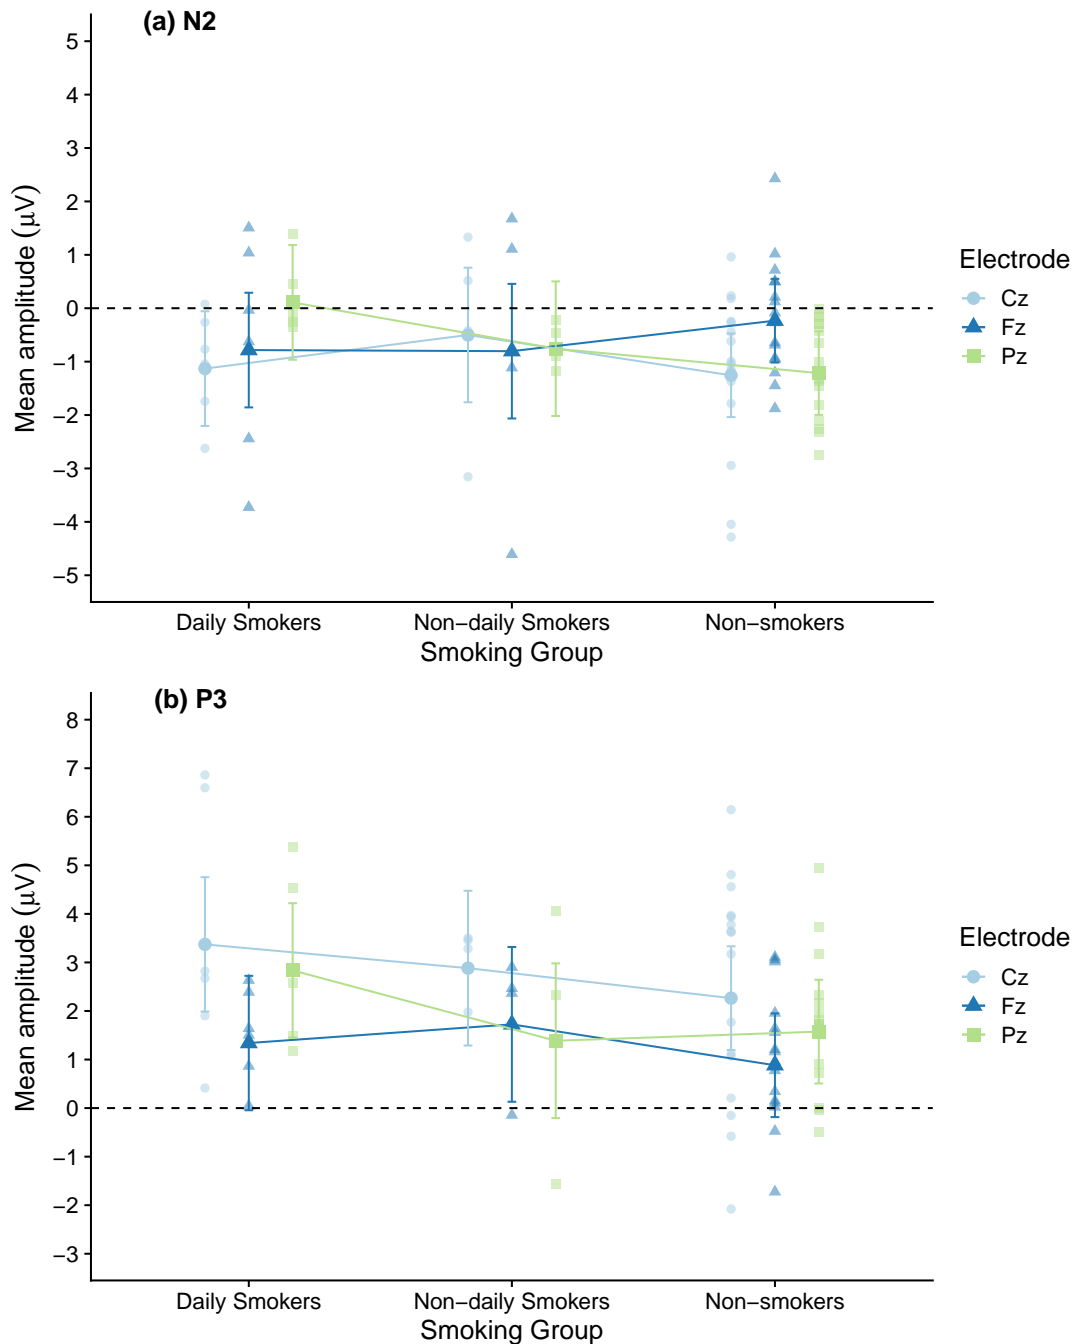 (a) N2
5
4
3
2
1
0
−1
−2
−3
−4
−5
Mean amplitude (μV)
Daily Smokers Non−daily Smokers Non−smokers
Smoking Group
Electrode
Cz
Fz
Pz
(b) P3
8
7
6
5
4
3
2
1
0
−1
−2
−3
Mean amplitude (μV)
Daily Smokers Non−daily Smokers Non−smokers
Smoking Group
Electrode
Cz
Fz
Pz